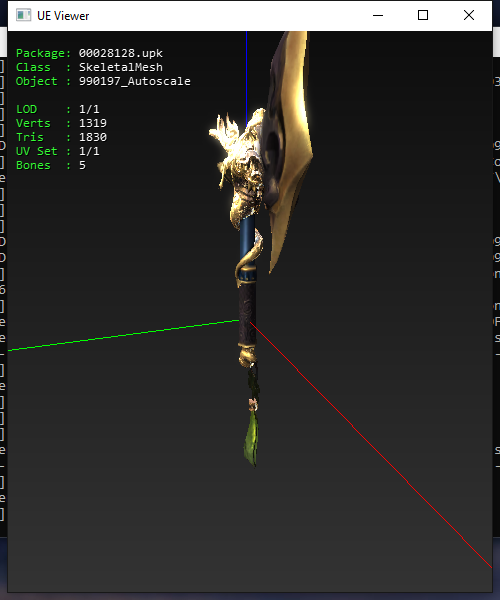 UE Viewer
Package: 00028128.upk
Class  : SkeletalMesh
Object : 990197_Autoscale
LOD    : 1/1
Verts  : 1319
Tris   : 1830
UV Set : 1/1
Bones  : 5